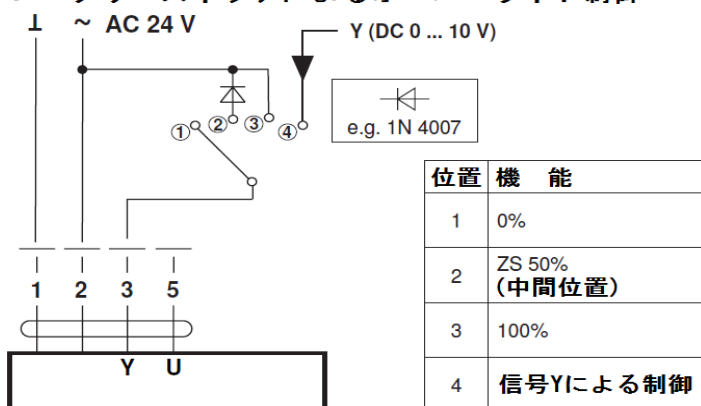 ⊥ ~ AC 24 V
Y (DC 0 ... 10 V)
① ② ③ ④
e.g. 1N 4007
位置 機 能
1 0%
2 ZS 50%
(中間位置)
3 100%
4 信号Yによる制御
1 2 3 5
Y U